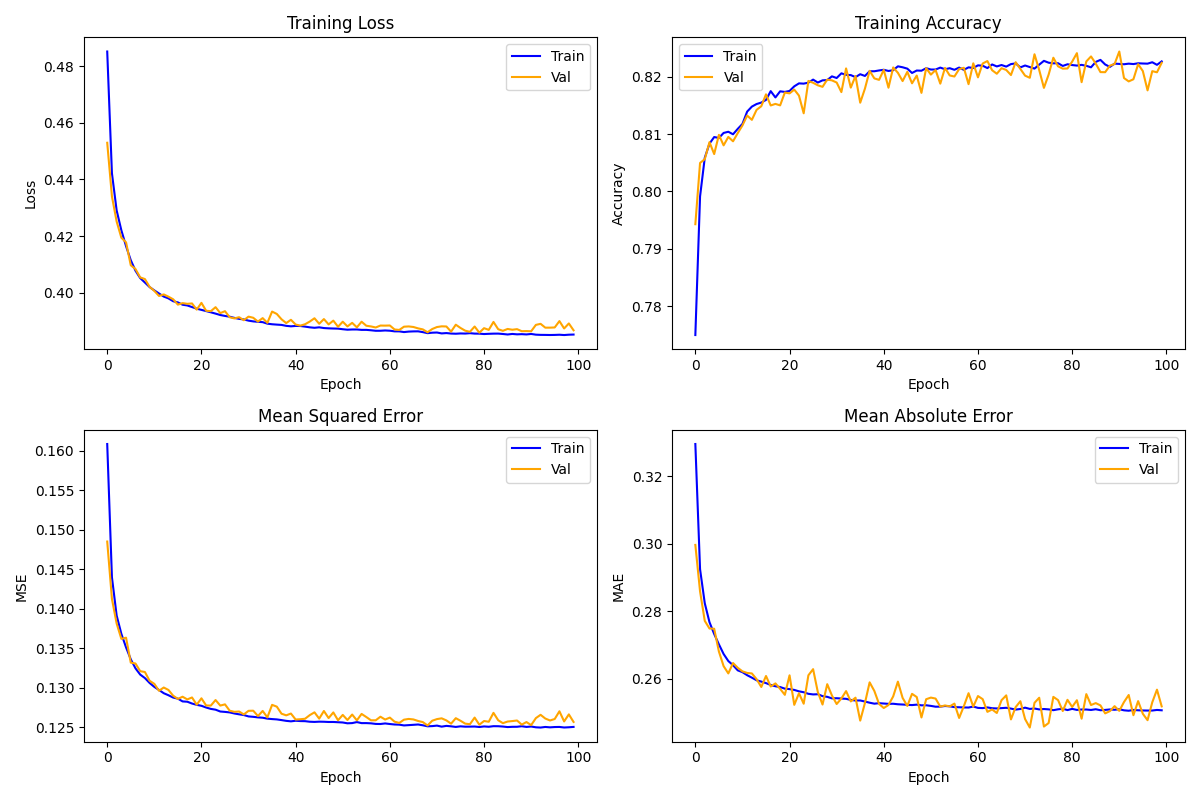 Training Loss
Train
Val
0.48
0.46
0.44
0.42
0.40
Loss
0
20
40
60
80
100
Epoch
Training Accuracy
Train
Val
0.82
0.81
0.80
0.79
0.78
Accuracy
0
20
40
60
80
100
Epoch
Mean Squared Error
Train
Val
0.160
0.155
0.150
0.145
0.140
0.135
0.130
0.125
MSE
0
20
40
60
80
100
Epoch
Mean Absolute Error
Train
Val
0.32
0.30
0.28
0.26
MAE
0
20
40
60
80
100
Epoch